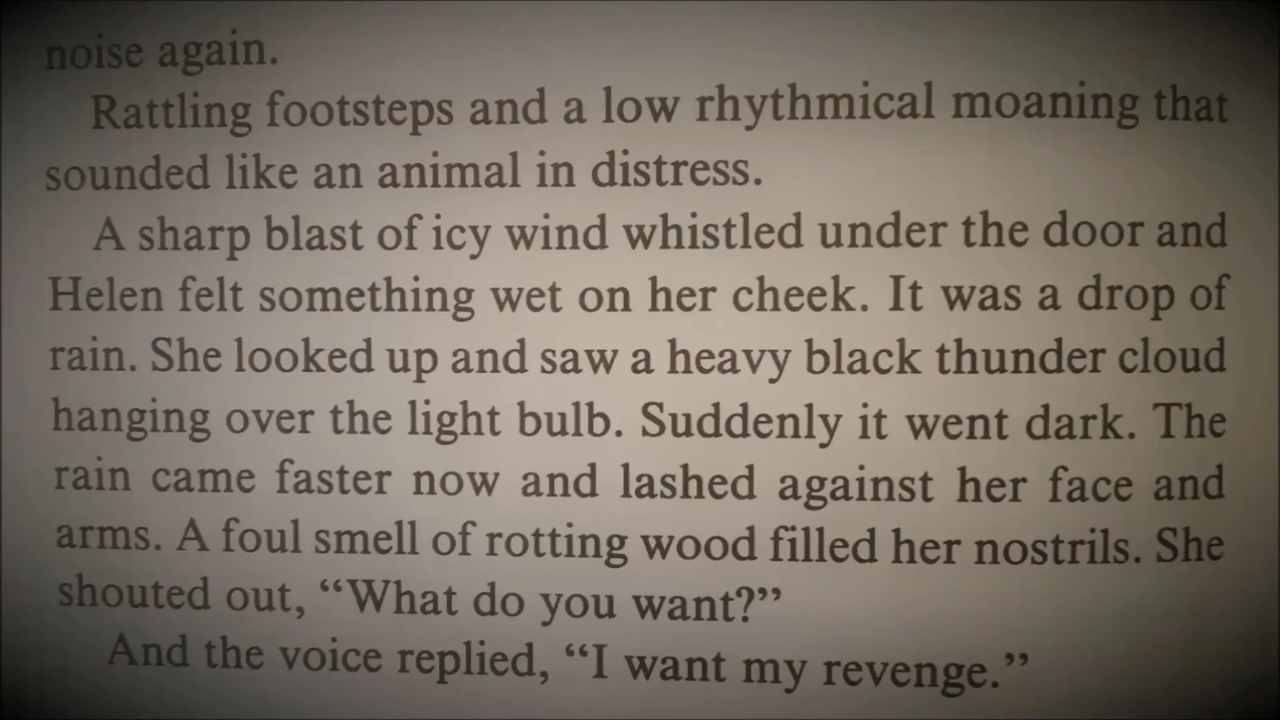 noise again.
Rattling footsteps and a low rhythmical moaning that
sounded like an animal in distress.
A sharp blast of icy wind whistled under the door and
Helen felt something wet on her cheek. It was a drop of
rain. She looked up and saw a heavy black thunder cloud
hanging over the light bulb. Suddenly it went dark. The
rain came faster now and lashed against her face and
arms. A foul smell of rotting wood filled her nostrils. She
shouted out, “What do you want?”
And the voice replied, “I want my revenge.”